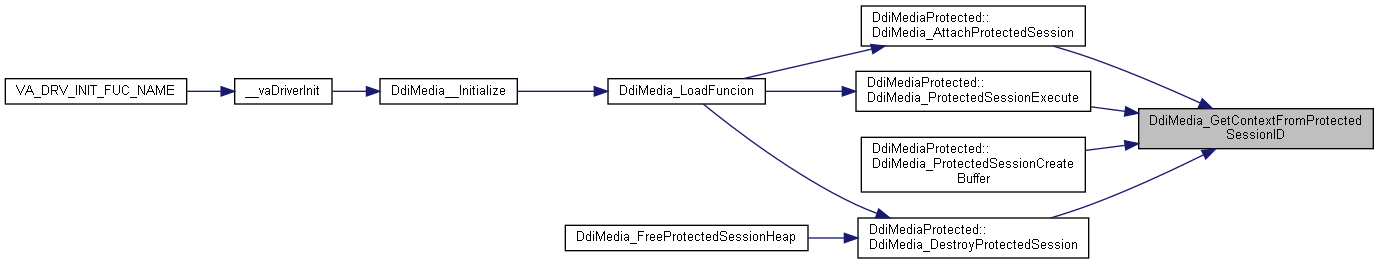 DdiMediaProtected::
DdiMedia_AttachProtectedSession
VA_DRV_INIT_FUC_NAME
__vaDriverInit
DdiMedia__Initialize
DdiMedia_LoadFuncion
DdiMediaProtected::
DdiMedia_ProtectedSessionExecute
DdiMedia_GetContextFromProtected
SessionID
DdiMediaProtected::
DdiMedia_ProtectedSessionCreate
Buffer
DdiMedia_FreeProtectedSessionHeap
DdiMediaProtected::
DdiMedia_DestroyProtectedSession